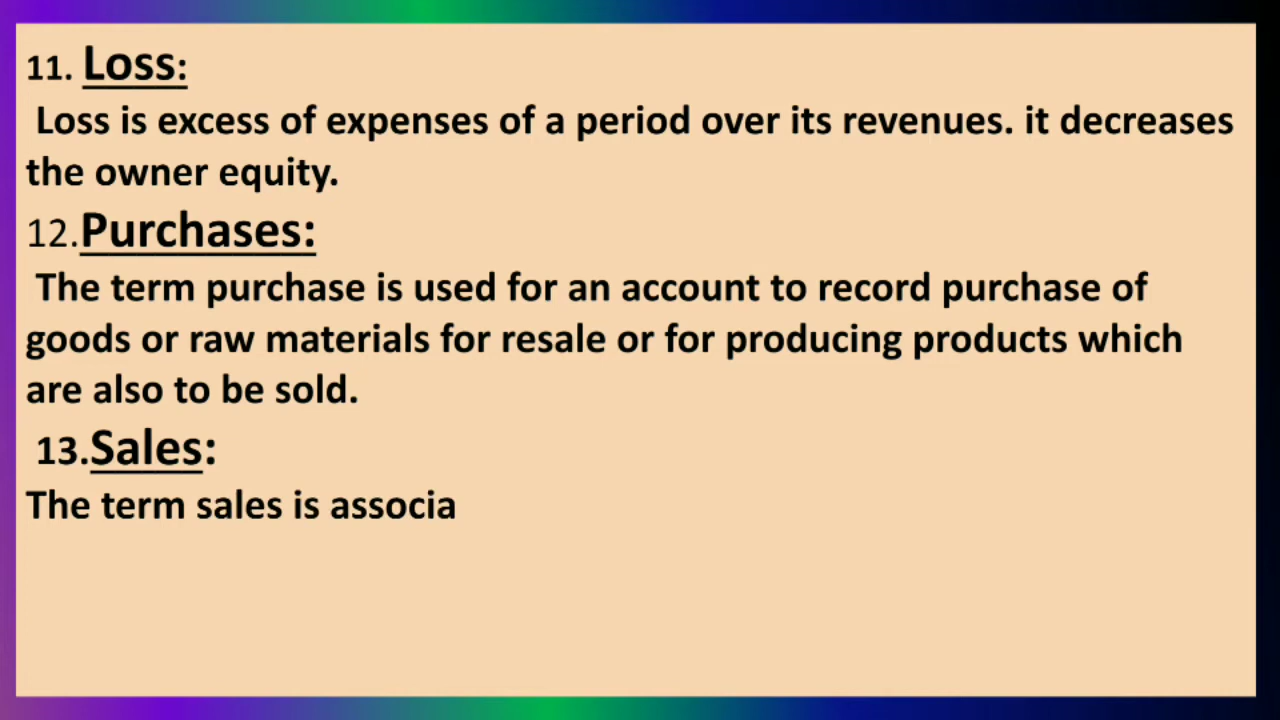 11. Loss:
Loss is excess of expenses of a period over its revenues. it decreases
the owner equity.
12.Purchases:
The term purchase is used for an account to record purchase of
goods or raw materials for resale or for producing products which
are also to be sold.
13.Sales:
The term sales is associa